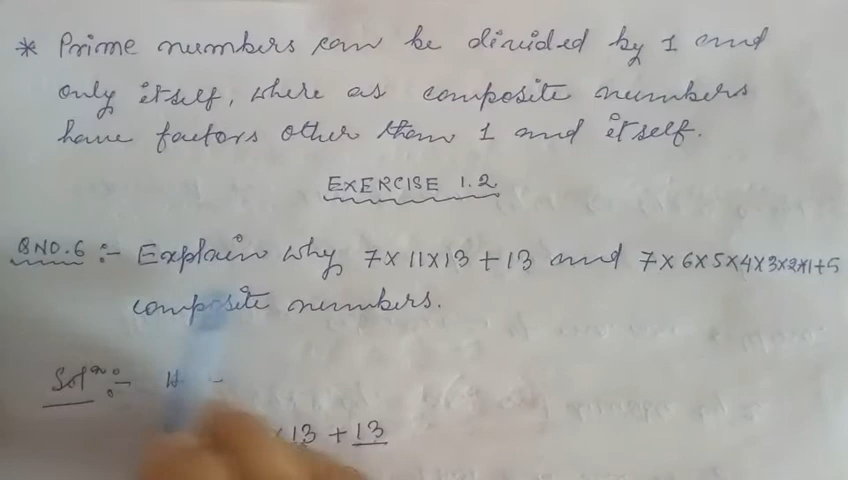 * Prime numbers can be divided by 1 and
only itself, where as composite numbers
have factors other than 1 and itself.
EXERCISE 1.2
QNO.6 :- Explain why 7×11×13+13 and 7×6×5×4×3×2×1+5
composite numbers.
Solⁿ :- H
×13 + 13